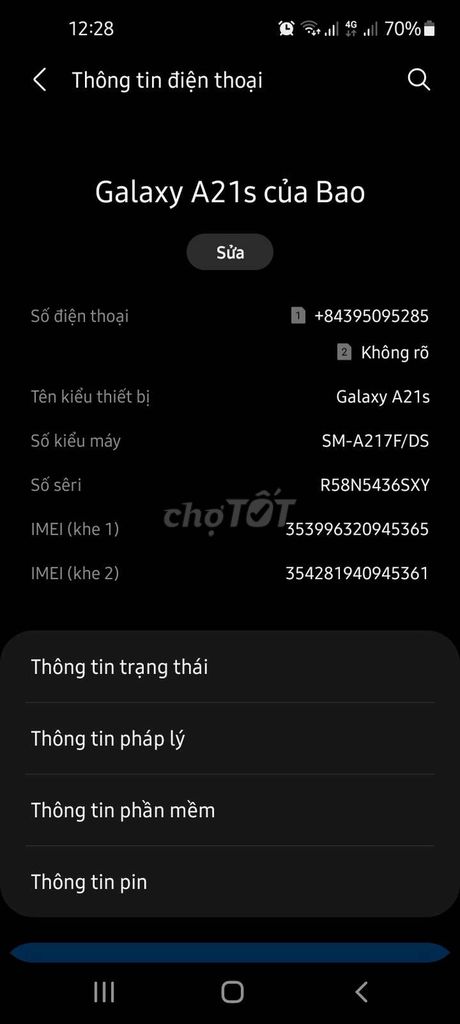 12:28 4G 70%
Thông tin điện thoại
Galaxy A21s của Bao
Sửa
Số điện thoại 1 +84395095285
2 Không rõ
Tên kiểu thiết bị Galaxy A21s
Số kiểu máy SM-A217F/DS
Số sêri R58N5436SXY
chợTỐT
IMEI (khe 1) 353996320945365
IMEI (khe 2) 354281940945361
Thông tin trạng thái
Thông tin pháp lý
Thông tin phần mềm
Thông tin pin